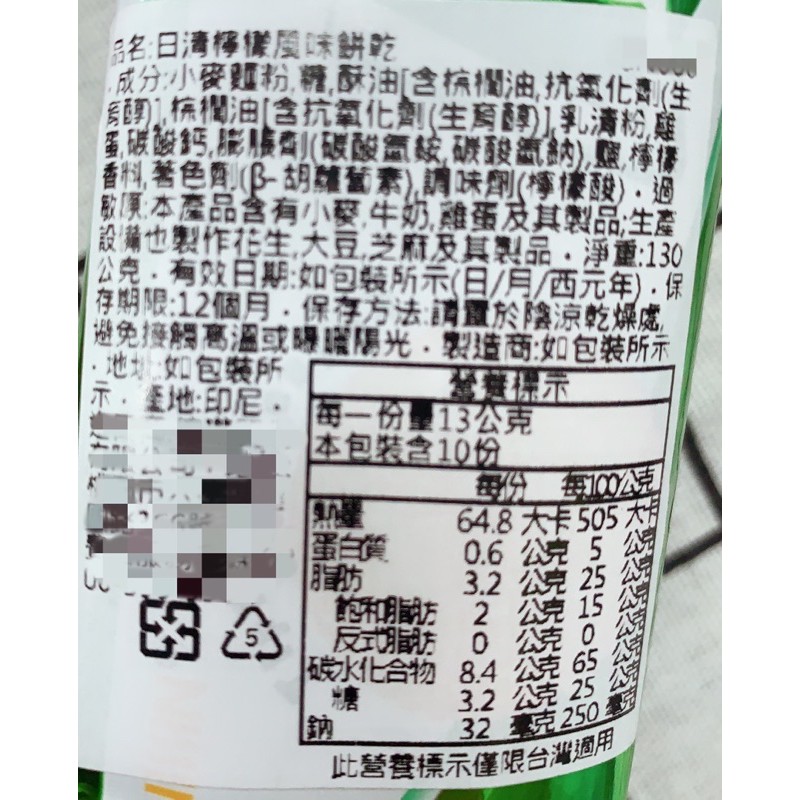 品名:日清檸檬風味餅乾
.成分:小麥麵粉,糖,酥油[含棕櫚油,抗氧化劑(生
育醇)],棕櫚油[含抗氧化劑(生育醇)],乳清粉,雞
蛋,碳酸鈣,膨脹劑(碳酸氫銨,碳酸氫鈉),鹽,檸檬
香料,著色劑(β-胡蘿蔔素),調味劑(檸檬酸).過
敏原:本產品含有小麥,牛奶,雞蛋及其製品;生產
設備也製作花生,大豆,芝麻及其製品.淨重:130
公克.有效日期:如包裝所示(日/月/西元年).保
存期限:12個月.保存方法:請置於陰涼乾燥處,
避免接觸高溫或曝曬陽光.製造商:如包裝所示
.地址:如包裝所
示.產地:印尼.
營養標示
每一份量13公克
本包裝含10份
每份 每100公克
熱量 64.8 大卡 505 大卡
蛋白質 0.6 公克 5 公克
脂肪 3.2 公克 25 公克
飽和脂肪 2 公克 15 公克
反式脂肪 0 公克 0 公克
碳水化合物 8.4 公克 65 公克
糖 3.2 公克 25 公克
鈉 32 毫克 250 毫克
5
此營養標示僅限台灣適用